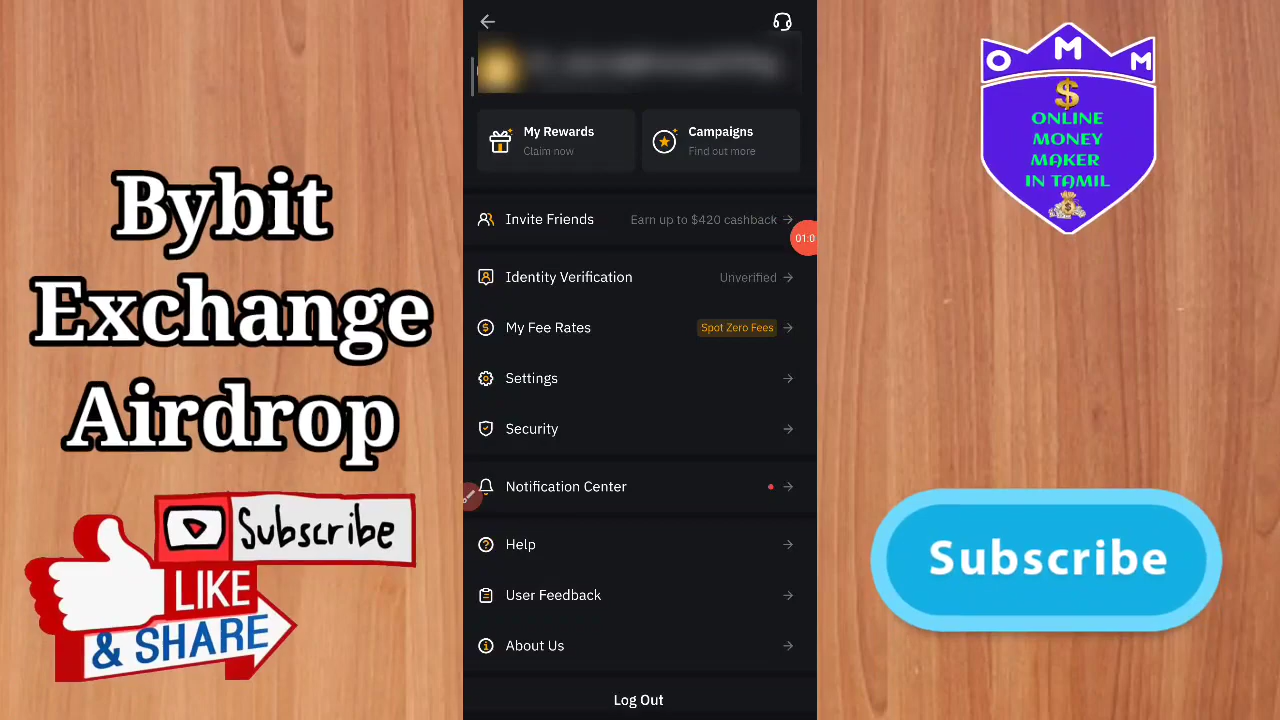 Bybit
Exchange
Airdrop
Subscribe
LIKE
& SHARE
My Rewards
Claim now
Campaigns
Find out more
Invite Friends Earn up to $420 cashback
01:0
Identity Verification Unverified
My Fee Rates Spot Zero Fees
Settings
Security
Notification Center
Help
User Feedback
About Us
Log Out
O M M
$
ONLINE
MONEY
MAKER
IN TAMIL
Subscribe